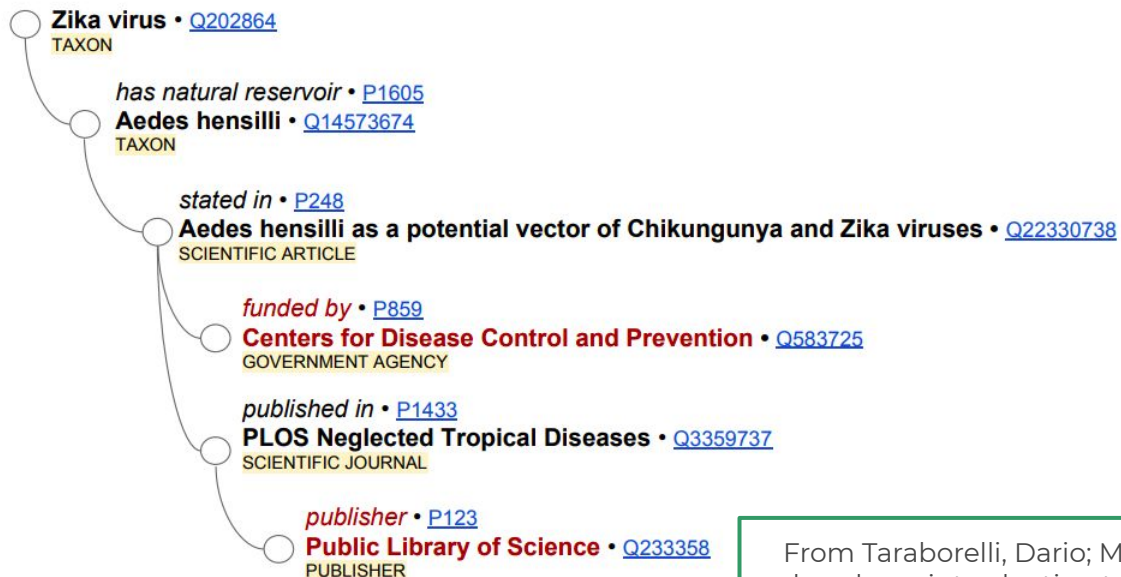 Zika virus • Q202864
TAXON
has natural reservoir • P1605
Aedes hensilli • Q14573674
TAXON
stated in • P248
Aedes hensilli as a potential vector of Chikungunya and Zika viruses • Q22330738
SCIENTIFIC ARTICLE
funded by • P859
Centers for Disease Control and Prevention • Q583725
GOVERNMENT AGENCY
published in • P1433
PLOS Neglected Tropical Diseases • Q3359737
SCIENTIFIC JOURNAL
publisher • P123
Public Library of Science • Q233358
PUBLISHER
From Taraborelli, Dario; M